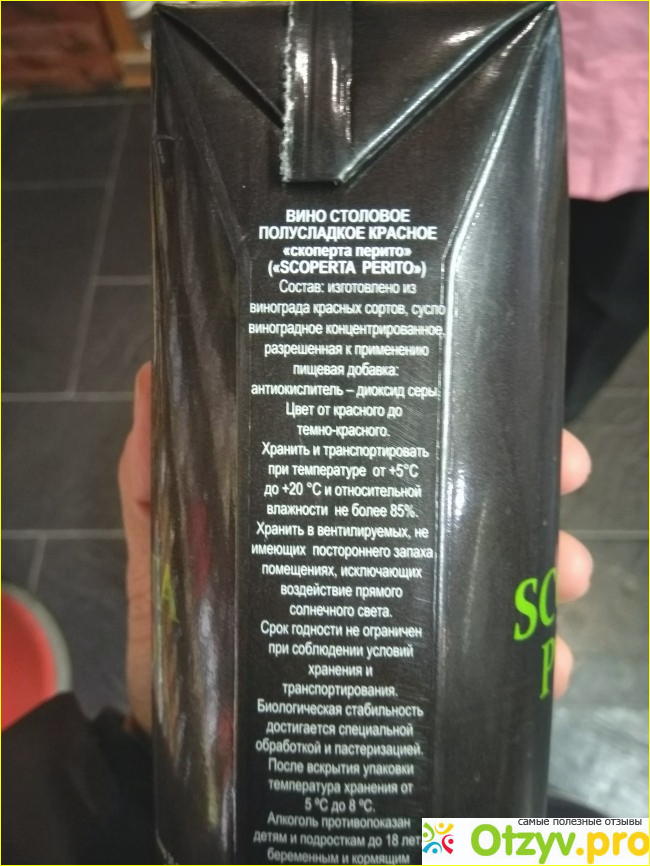 ВИНО СТОЛОВОЕ
ПОЛУСЛАДКОЕ КРАСНОЕ
«скоперта перито»
(«SCOPERTA PERITO»)
Состав: изготовлено из
винограда красных сортов, сусло
виноградное концентрированное,
разрешенная к применению
пищевая добавка:
антиокислитель – диоксид серы.
Цвет от красного до
темно-красного.
Хранить и транспортировать
при температуре от +5°С
до +20 °С и относительной
влажности не более 85%.
Хранить в вентилируемых, не
имеющих постороннего запаха
помещениях, исключающих
воздействие прямого
солнечного света.
Срок годности не ограничен
при соблюдении условий
хранения и
транспортирования.
Биологическая стабильность
достигается специальной
обработкой и пастеризацией.
После вскрытия упаковки
температура хранения от
5 ºС до 8 ºС.
Алкоголь противопоказан
детям и подросткам до 18 лет,
беременным и кормящим
SC
P
A
самые полезные отзывы
Otzyv.pro